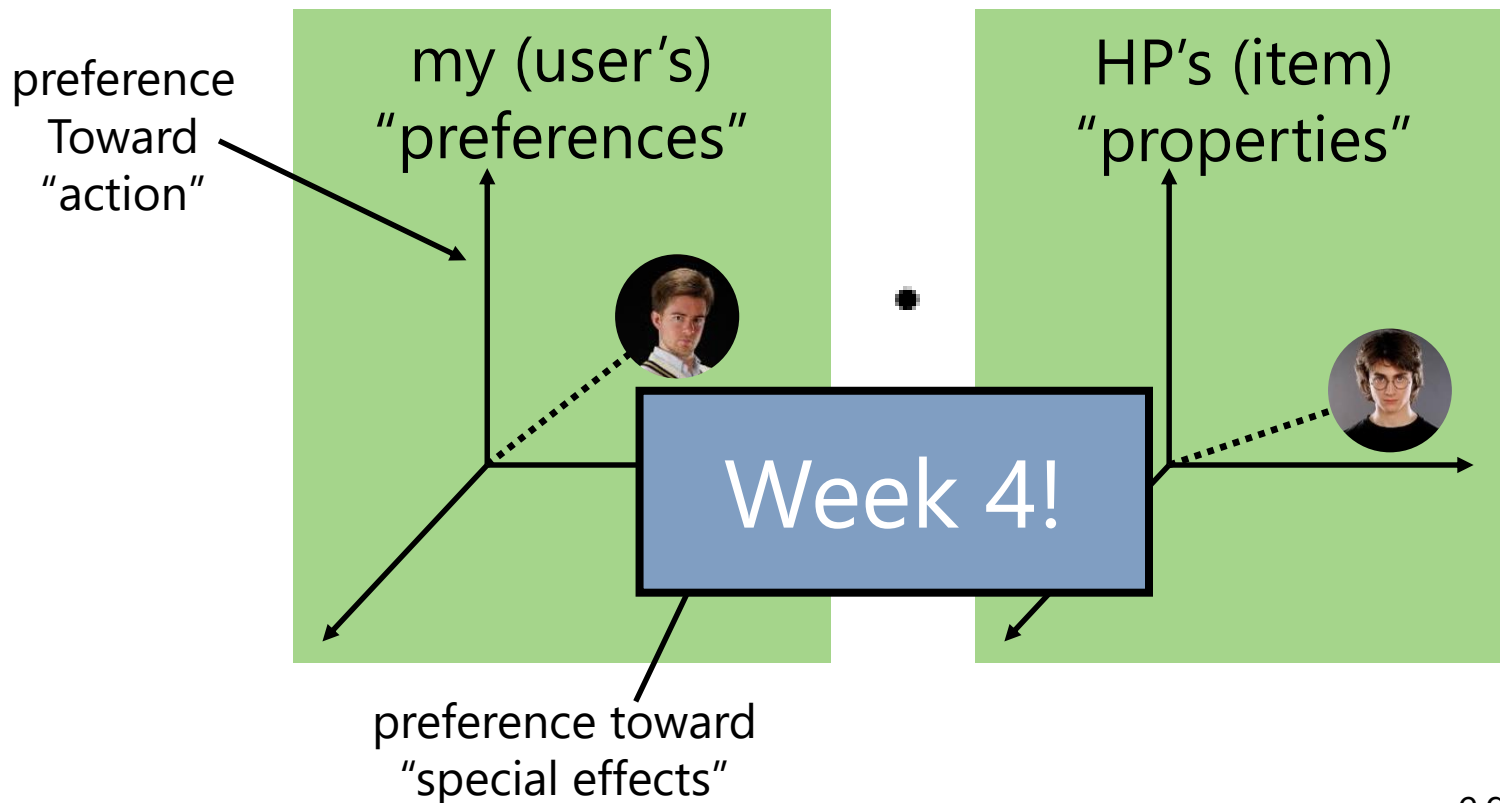 preference
Toward
“action”
my (user’s)
“preferences”
HP’s (item)
“properties”
Week 4!
preference toward
“special effects”